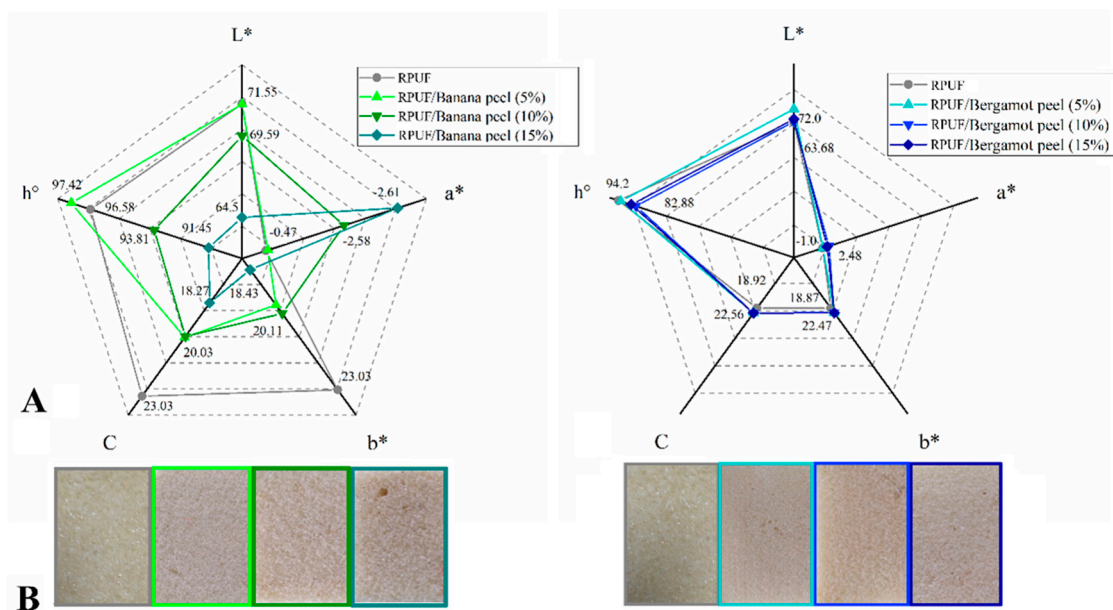 L*
71.55
69.59
64.5
RPUF
RPUF/Banana peel (5%)
RPUF/Banana peel (10%)
RPUF/Banana peel (15%)
h°
97.42
96.58
93.81
91.45
a*
-2.61
-0.47
-2,58
18.27
18.43
20.03
20.11
23.03
23.03
C
b*
A
L*
72.0
63.68
RPUF
RPUF/Bergamot peel (5%)
RPUF/Bergamot peel (10%)
RPUF/Bergamot peel (15%)
h°
94.2
82.88
a*
-1.0
2.48
18.92
18.87
22,56
22.47
C
b*
B